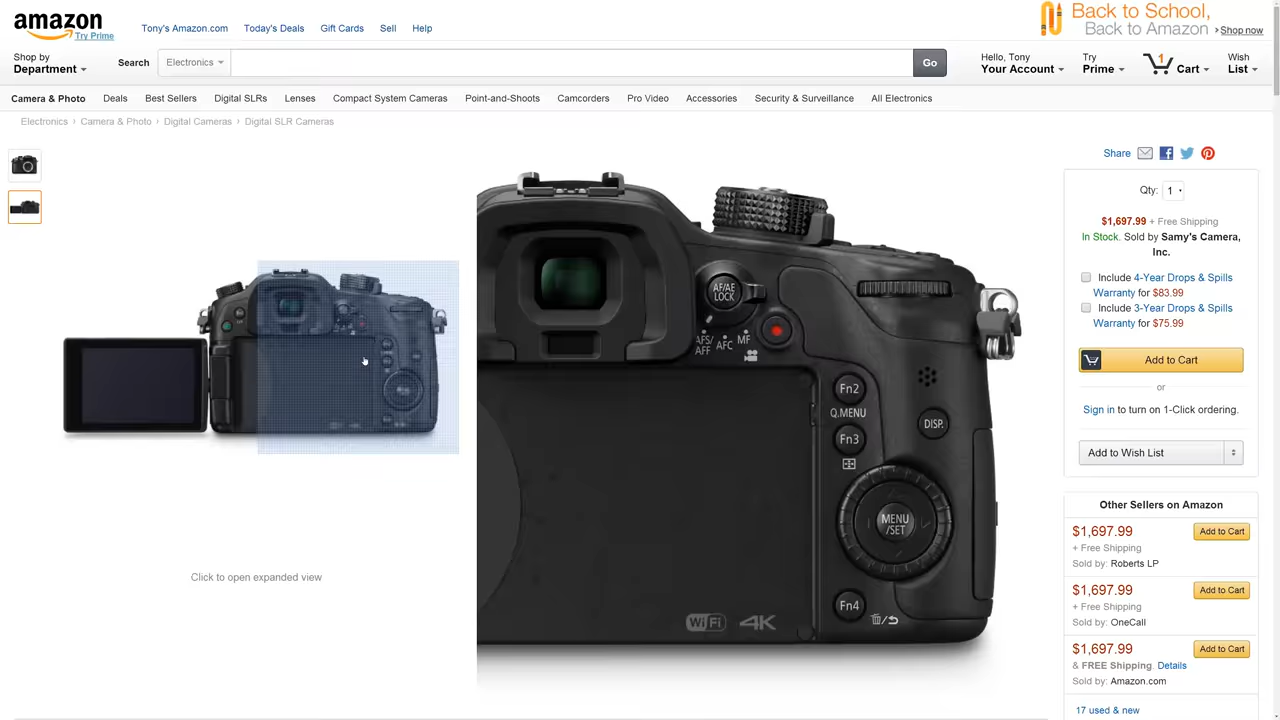 amazon
Try Prime
Tony's Amazon.com Today's Deals Gift Cards Sell Help
Back to School,
Back to Amazon › Shop now
Shop by
Department
Search Electronics Go
Hello, Tony
Your Account
Try
Prime
1
Cart
Wish
List
Camera & Photo Deals Best Sellers Digital SLRs Lenses Compact System Cameras Point-and-Shoots Camcorders Pro Video Accessories Security & Surveillance All Electronics
Electronics › Camera & Photo › Digital Cameras › Digital SLR Cameras
Share
Qty: 1
$1,697.99 + Free Shipping
In Stock. Sold by Samy's Camera,
Inc.
Include 4-Year Drops & Spills
Warranty for $83.99
Include 3-Year Drops & Spills
Warranty for $75.99
Add to Cart
or
Sign in to turn on 1-Click ordering.
Add to Wish List
AF/AE
LOCK
AFS/
AFF
AFC
MF
Fn2
Q.MENU
Fn3
DISP.
MENU
/SET
Fn4
WiFi 4K
Click to open expanded view
Other Sellers on Amazon
$1,697.99 Add to Cart
+ Free Shipping
Sold by: Roberts LP
$1,697.99 Add to Cart
+ Free Shipping
Sold by: OneCall
$1,697.99 Add to Cart
& FREE Shipping. Details
Sold by: Amazon.com
17 used & new